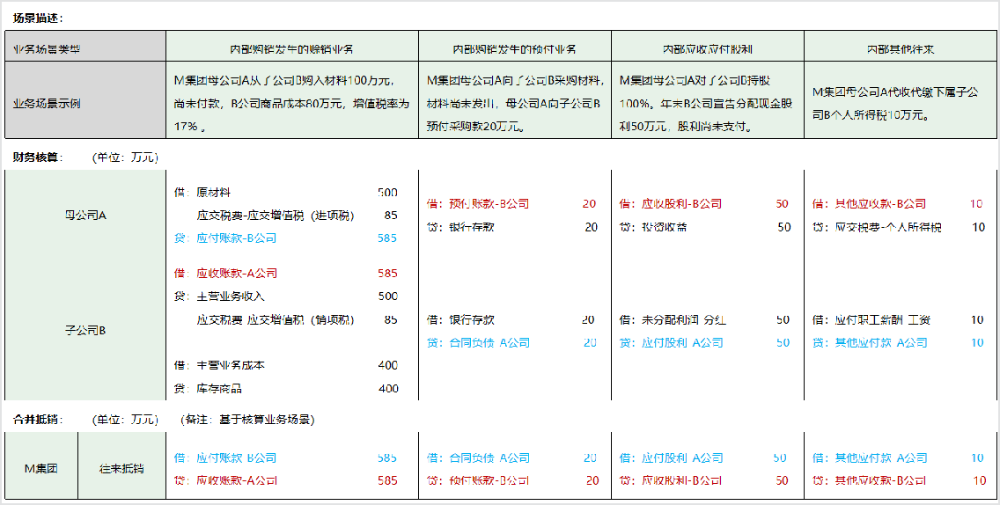 场景描述：
业务场景类型 内部购销发生的赊销业务 内部购销发生的预付业务 内部应收应付股利 内部其他往来
业务场景示例
M集团母公司A从子公司B购入材料100万元，
尚未付款，B公司商品成本80万元，增值税率为
17% 。
M集团母公司A向子公司B采购材料，
材料尚未发出，母公司A向子公司B
预付采购款20万元。
M集团母公司A对子公司B持股
100%。年末B公司宣告分配现金股
利50万元，股利尚未支付。
M集团母公司A代收代缴下属子公
司B个人所得税10万元。
财务核算： （单位：万元）
母公司A
借：原材料 500
应交税费-应交增值税（进项税） 85
贷：应付账款-B公司 585
借：预付账款-B公司 20
贷：银行存款 20
借：应收股利-B公司 50
贷：投资收益 50
借：其他应收款-B公司 10
贷：应交税费-个人所得税 10
子公司B
借：应收账款-A公司 585
贷：主营业务收入 500
应交税费-应交增值税（销项税） 85
借：主营业务成本 400
贷：库存商品 400
借：银行存款 20
贷：合同负债-A公司 20
借：未分配利润-分红 50
贷：应付股利-A公司 50
借：应付职工薪酬-工资 10
贷：其他应付款-A公司 10
合并抵销： （单位：万元） （备注：基于核算业务场景）
M集团 往来抵销
借：应付账款-B公司 585
贷：应收账款-A公司 585
借：合同负债-A公司 20
贷：预付账款-B公司 20
借：应付股利-A公司 50
贷：应收股利-B公司 50
借：其他应付款-A公司 10
贷：其他应收款-B公司 10